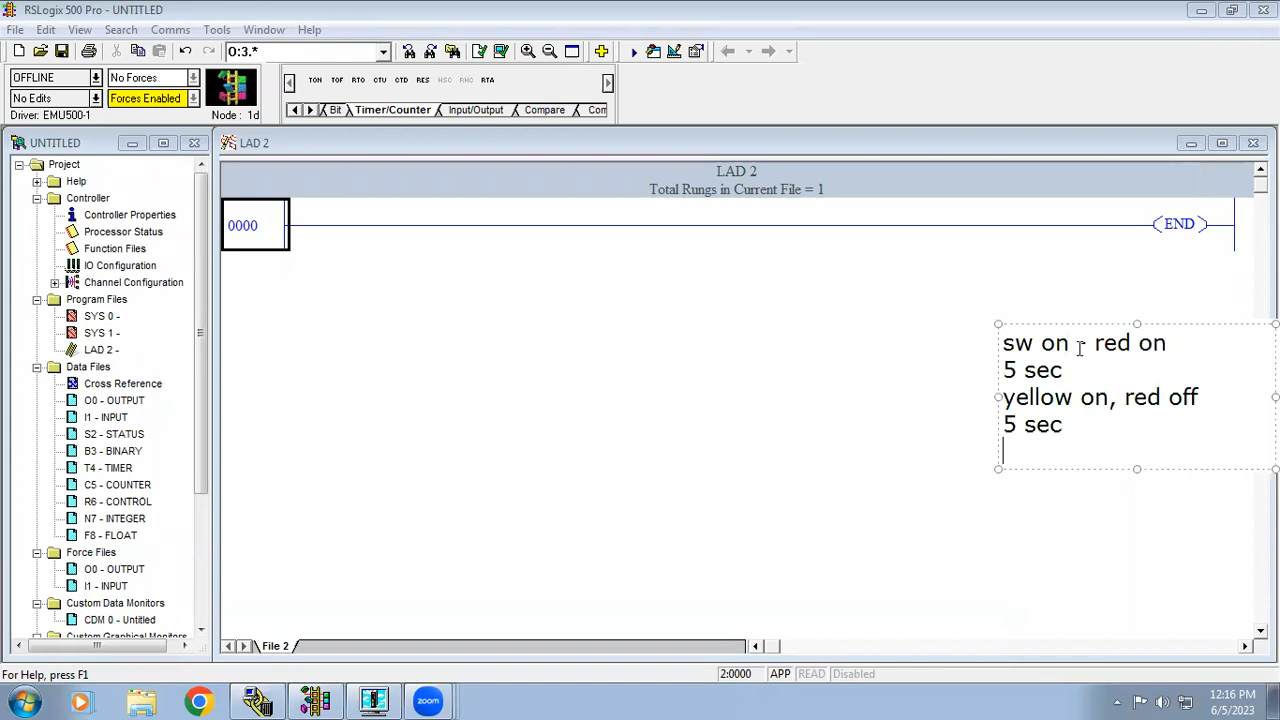 RSLogix 500 Pro - UNTITLED
File Edit View Search Comms Tools Window Help
O:3.*
OFFLINE No Forces
No Edits Forces Enabled
Driver: EMU500-1 Node : 1d
TON TOF RTO CTU CTD RES HSC RHC RTA
Bit Timer/Counter Input/Output Compare Con
UNTITLED
Project
Help
Controller
Controller Properties
Processor Status
Function Files
IO Configuration
Channel Configuration
Program Files
SYS 0 -
SYS 1 -
LAD 2 -
Data Files
Cross Reference
O0 - OUTPUT
I1 - INPUT
S2 - STATUS
B3 - BINARY
T4 - TIMER
C5 - COUNTER
R6 - CONTROL
N7 - INTEGER
F8 - FLOAT
Force Files
O0 - OUTPUT
I1 - INPUT
Custom Data Monitors
CDM 0 - Untitled
Custom Graphical Monitors
LAD 2
LAD 2
Total Rungs in Current File = 1
0000 END
sw on - red on
5 sec
yellow on, red off
5 sec
File 2
For Help, press F1 2:0000 APP READ Disabled
zoom
12:16 PM
6/5/2023